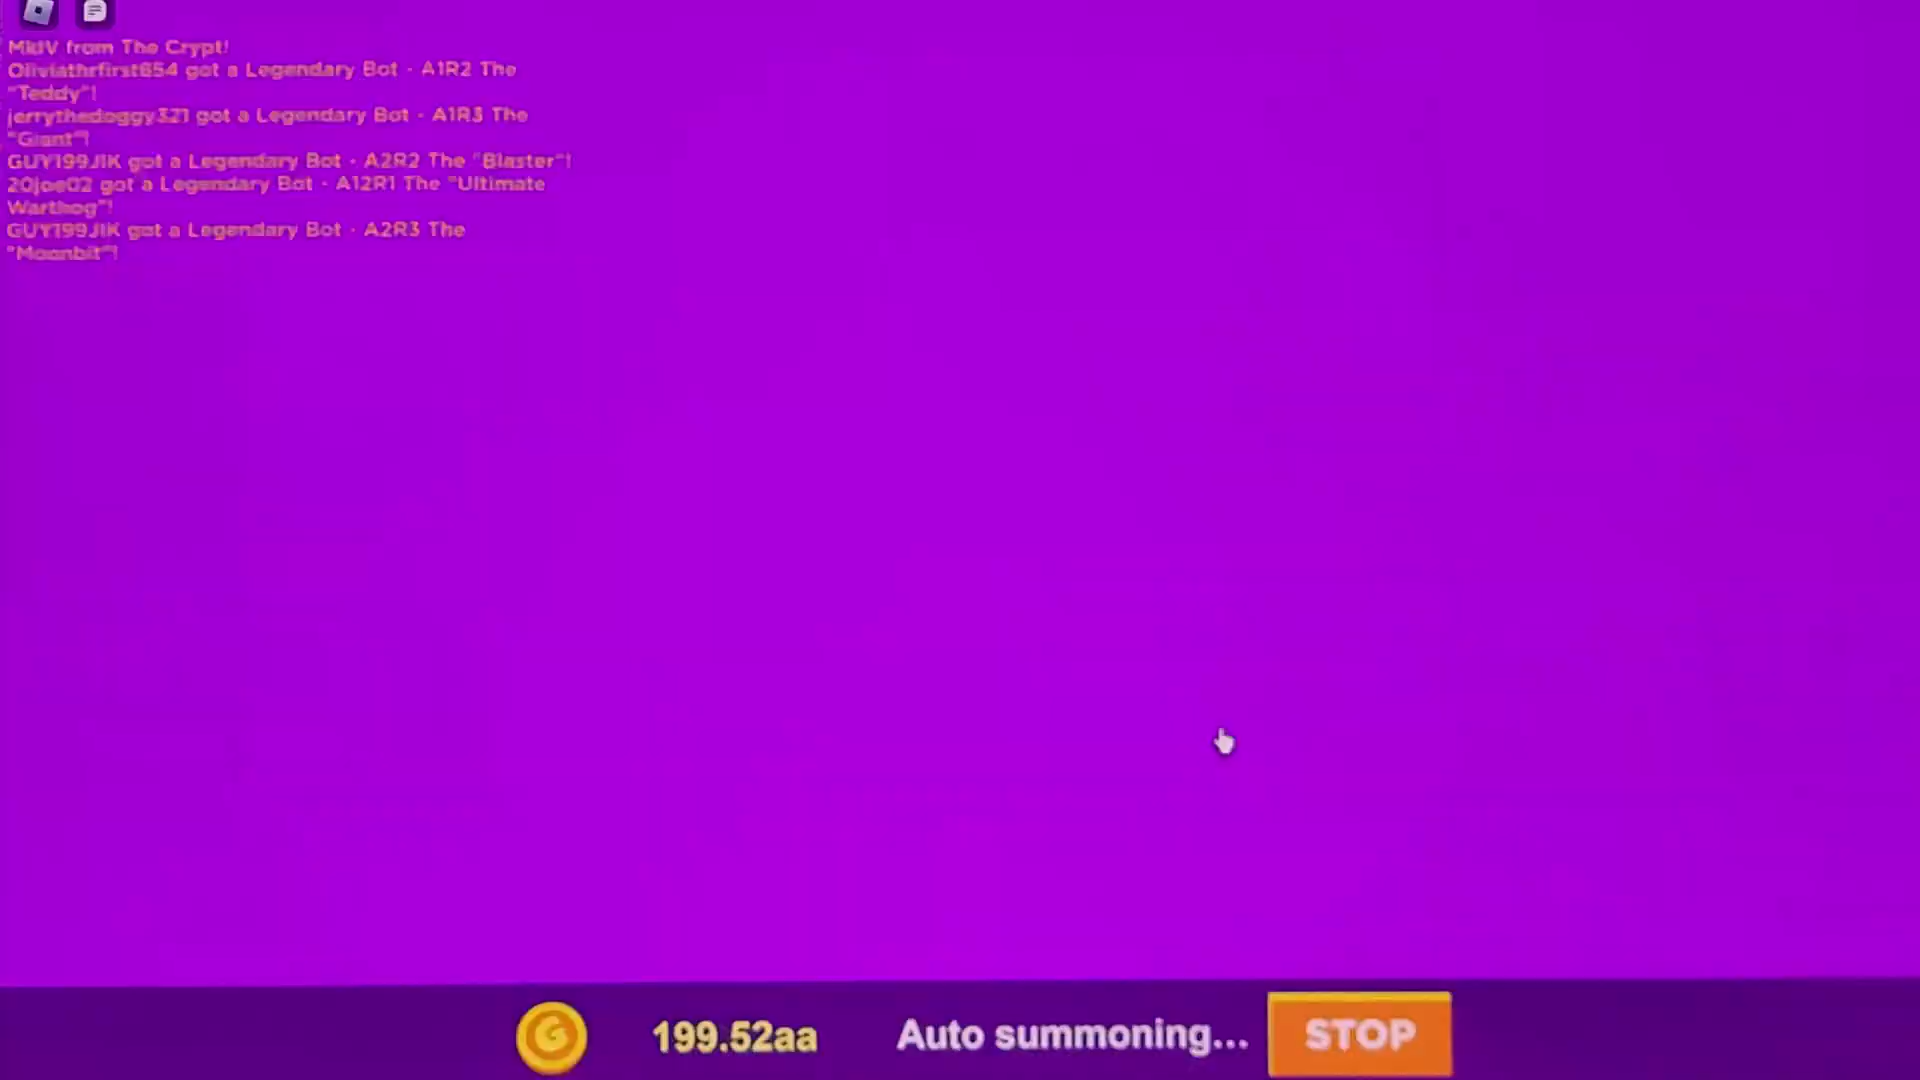 MkIV from The Crypt!
Oliviathrfirst654 got a Legendary Bot - A1R2 The
"Teddy"!
jerrythedoggy321 got a Legendary Bot - A1R3 The
"Giant"!
GUY199JIK got a Legendary Bot - A2R2 The "Blaster"!
20joe02 got a Legendary Bot - A12R1 The "Ultimate
Warthog"!
GUY199JIK got a Legendary Bot - A2R3 The
"Moonbit"!
199.52aa
Auto summoning...
STOP